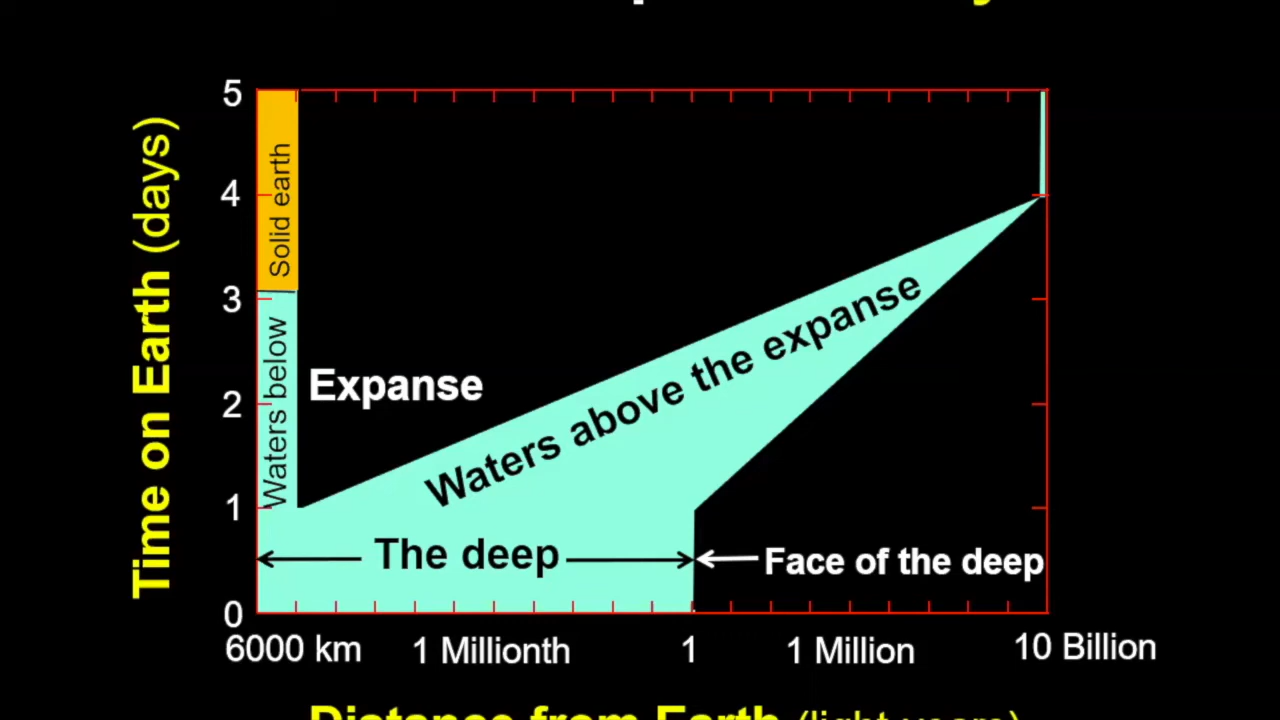 5
4
3
2
1
0
Time on Earth (days)
Solid earth
Waters below
Expanse
Waters above the expanse
The deep
Face of the deep
6000 km 1 Millionth 1 1 Million 10 Billion
Distance from Earth (light years)